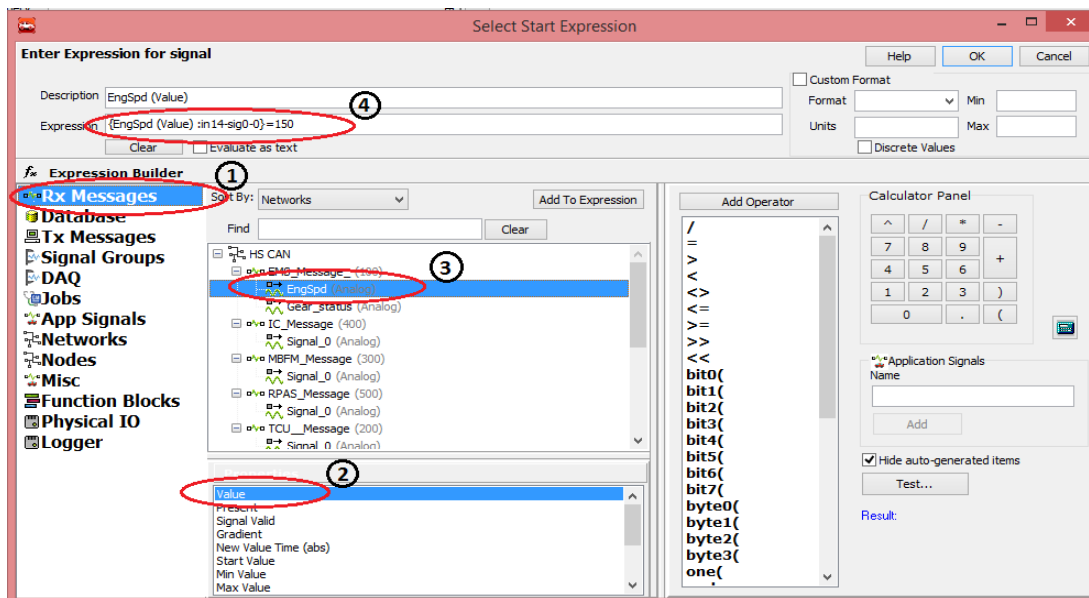 Select Start Expression
Enter Expression for signal
Help
OK
Cancel
Description
EngSpd (Value)
Expression
{EngSpd (Value) :in14-sig0-0}=150
4
Clear
Evaluate as text
Custom Format
Format
Min
Units
Max
Discrete Values
Expression Builder
1
Rx Messages
Database
Tx Messages
Signal Groups
DAQ
Jobs
App Signals
Networks
Nodes
Misc
Function Blocks
Physical IO
Logger
Sort By:
Networks
Add To Expression
Find
Clear
HS CAN
EMS_Message_ (100)
3
EngSpd (Analog)
Gear_status (Analog)
IC_Message (400)
Signal_0 (Analog)
MBFM_Message (300)
Signal_0 (Analog)
RPAS_Message (500)
Signal_0 (Analog)
TCU__Message (200)
Signal_0 (Analog)
Properties
2
Value
Present
Signal Valid
Gradient
New Value Time (abs)
Start Value
Min Value
Max Value
Add Operator
/
=
>
<
<>
<=
>=
>>
<<
bit0(
bit1(
bit2(
bit3(
bit4(
bit5(
bit6(
bit7(
byte0(
byte1(
byte2(
byte3(
one(
Calculator Panel
^ / * -
7 8 9 +
4 5 6
1 2 3 )
0 . (
Application Signals
Name
Add
Hide auto-generated items
Test...
Result: